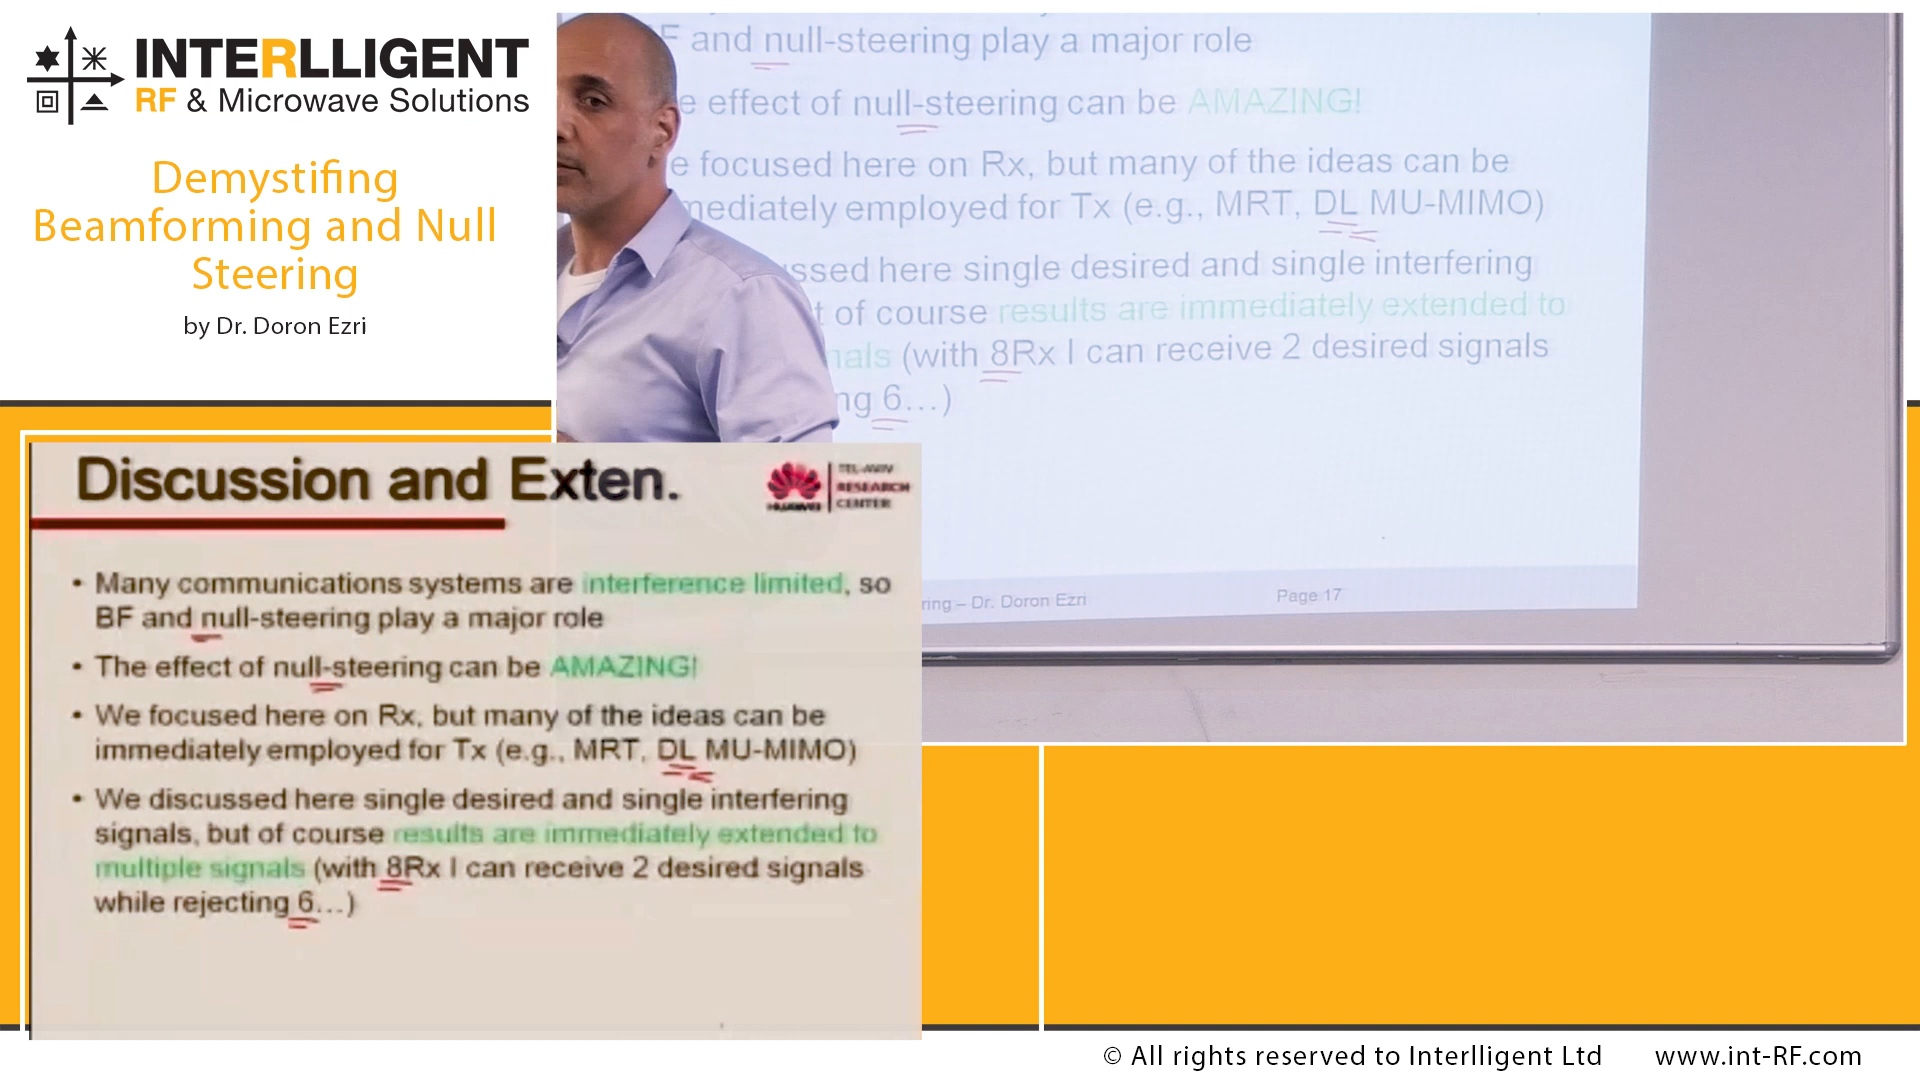 INTERLLIGENT
RF & Microwave Solutions
Demystifing
Beamforming and Null
Steering
by Dr. Doron Ezri
F and null-steering play a major role
e effect of null-steering can be AMAZING!
e focused here on Rx, but many of the ideas can be
mediately employed for Tx (e.g., MRT, DL MU-MIMO)
ussed here single desired and single interfering
t of course results are immediately extended to
nals (with 8Rx I can receive 2 desired signals
ng 6...)
ring – Dr. Doron Ezri
Page 17
Discussion and Exten.
HUAWEI
TEL-AVIV
RESEARCH
CENTER
• Many communications systems are interference limited, so
BF and null-steering play a major role
• The effect of null-steering can be AMAZING!
• We focused here on Rx, but many of the ideas can be
immediately employed for Tx (e.g., MRT, DL MU-MIMO)
• We discussed here single desired and single interfering
signals, but of course results are immediately extended to
multiple signals (with 8Rx I can receive 2 desired signals
while rejecting 6...)
© All rights reserved to Interlligent Ltd
www.int-RF.com